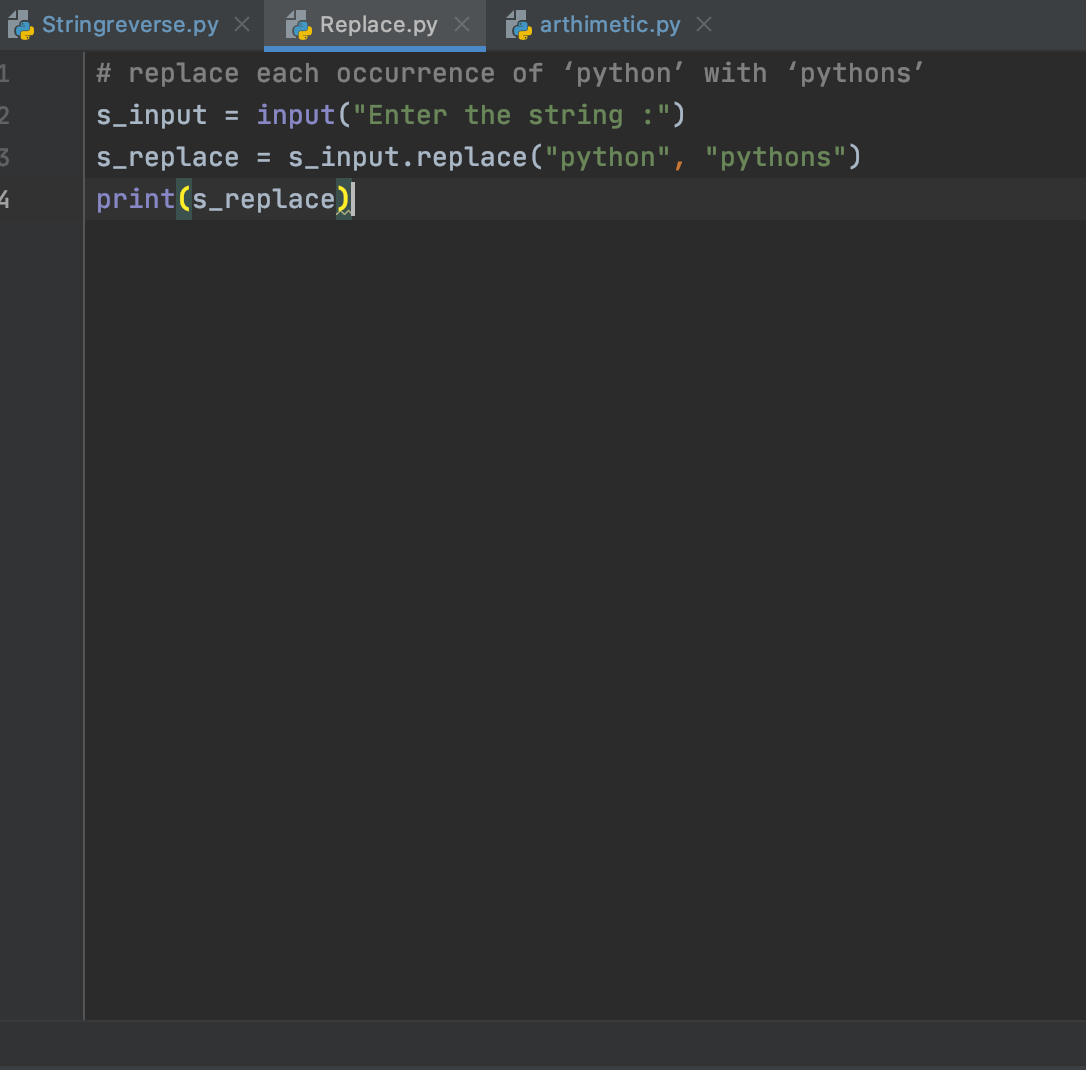 Stringreverse.py Replace.py arthimetic.py
1 # replace each occurrence of ‘python’ with ‘pythons’
2 s_input = input("Enter the string :")
3 s_replace = s_input.replace("python", "pythons")
4 print(s_replace)